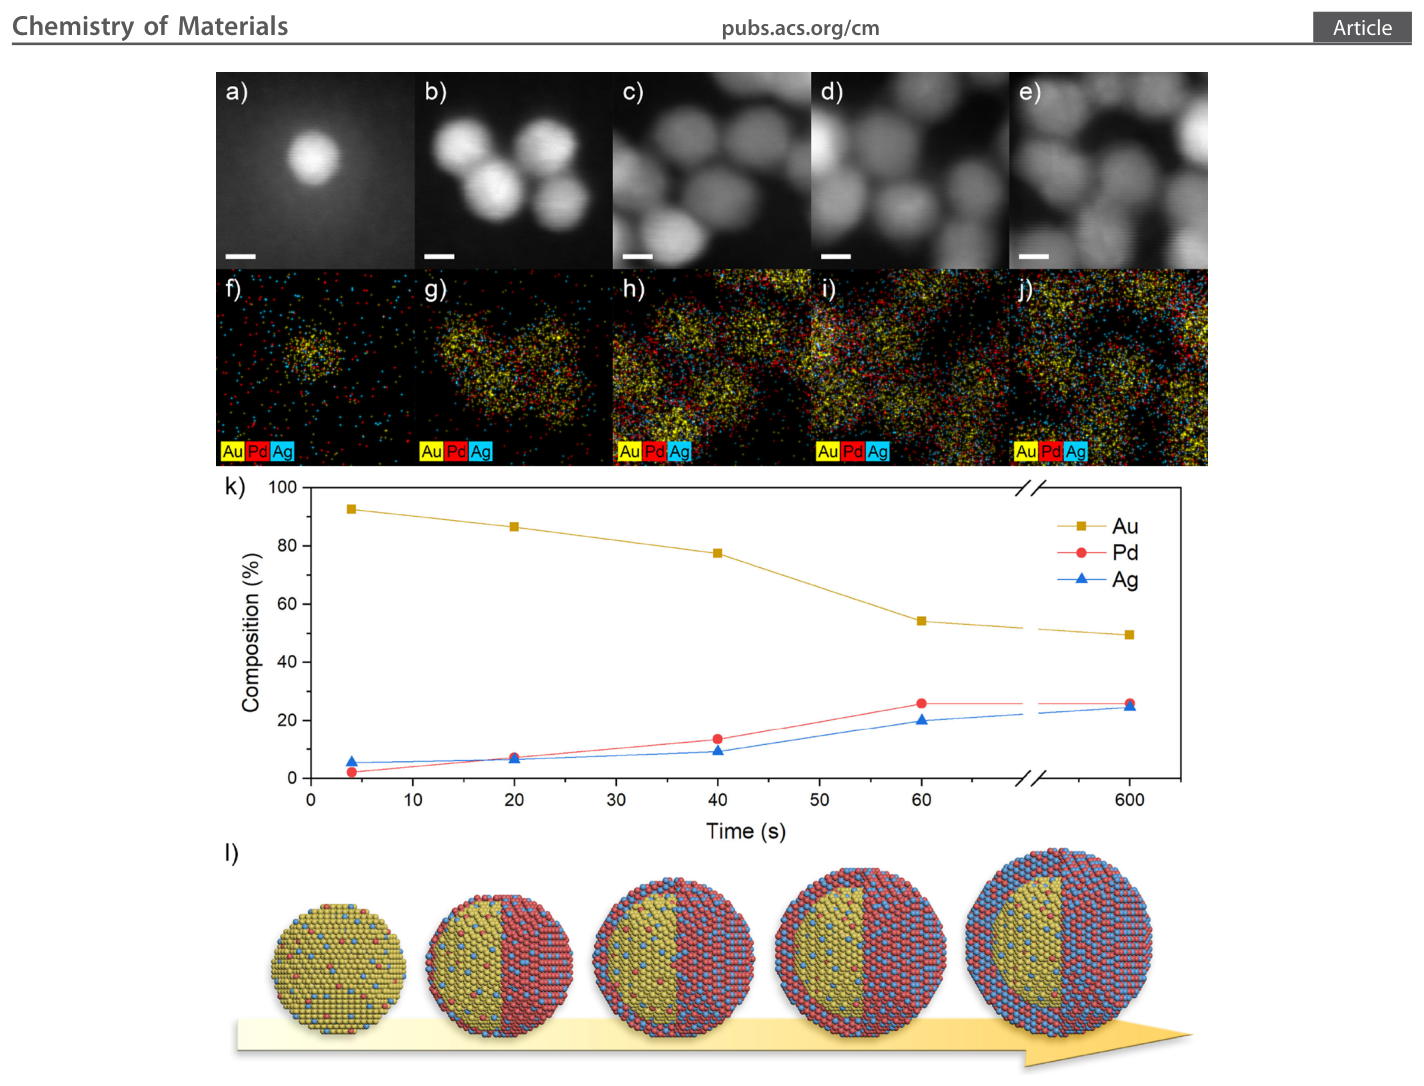 Chemistry of Materials pubs.acs.org/cm Article
a) b) c) d) e)
f) g) h) i) j)
Au Pd Ag Au Pd Ag Au Pd Ag Au Pd Ag Au Pd Ag
k)
100
80
60
40
20
0
Composition (%)
Au
Pd
Ag
0 10 20 30 40 50 60 600
Time (s)
l)